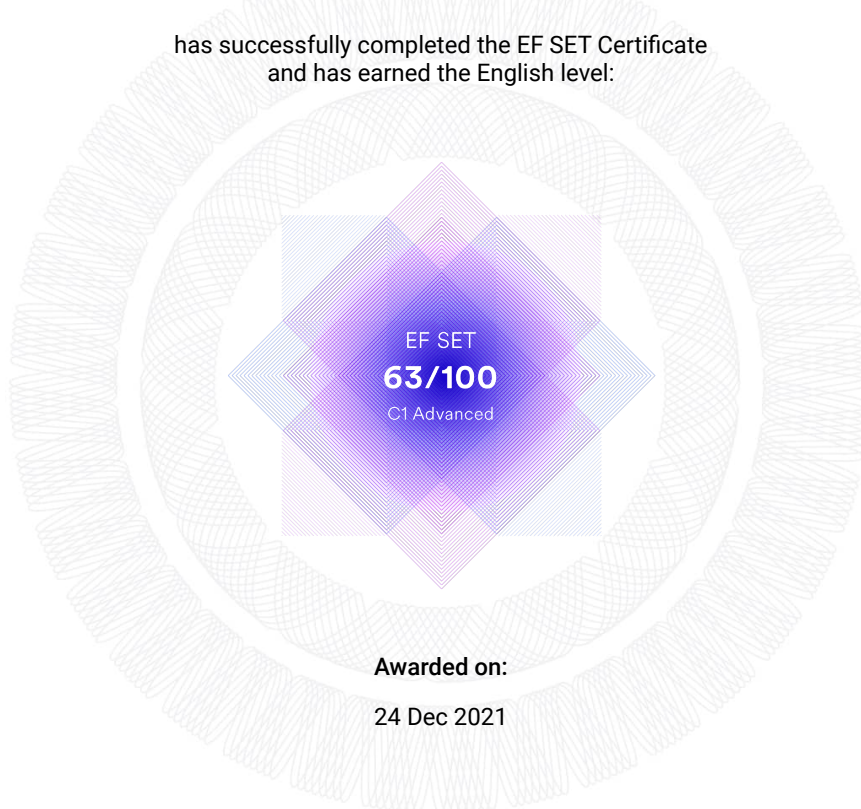 has successfully completed the EF SET Certificate
and has earned the English level:
EF SET
63/100
C1 Advanced
Awarded on:
24 Dec 2021